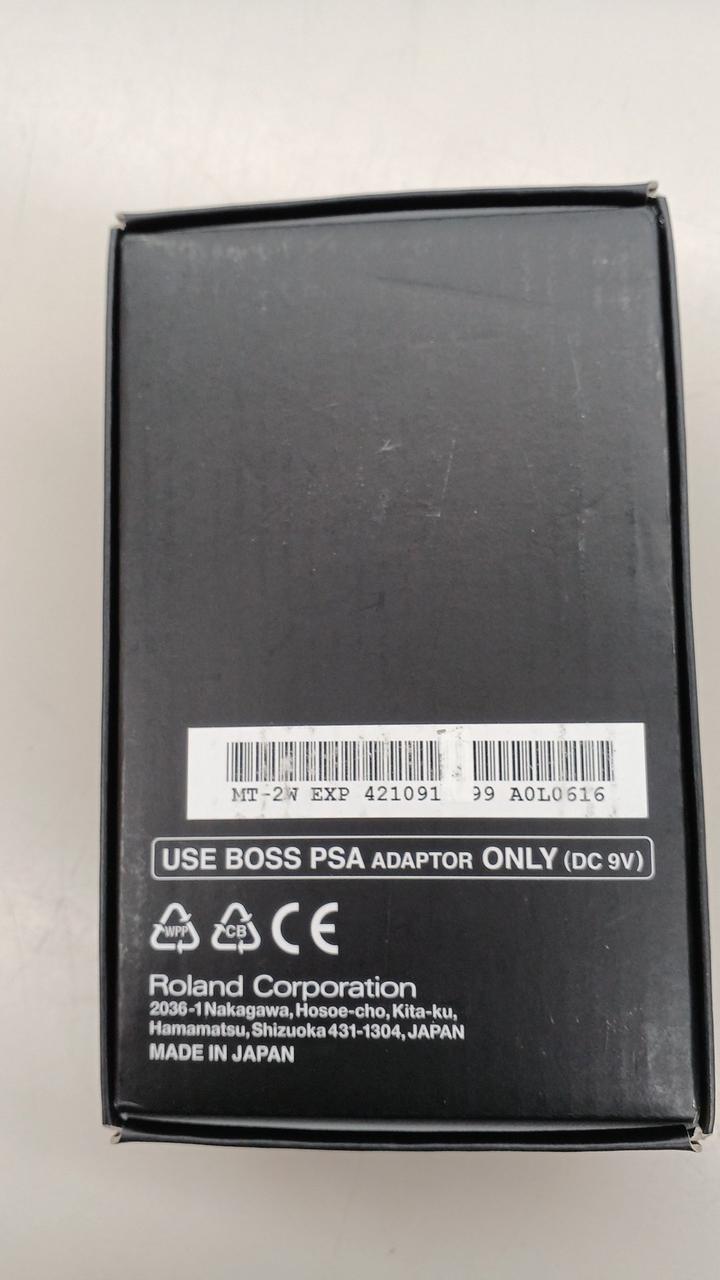 MT-2W EXP 421091 99 A0L0616
USE BOSS PSA ADAPTOR ONLY (DC 9V)
WPP CB CE
Roland Corporation
2036-1 Nakagawa, Hosoe-cho, Kita-ku,
Hamamatsu, Shizuoka 431-1304, JAPAN
MADE IN JAPAN